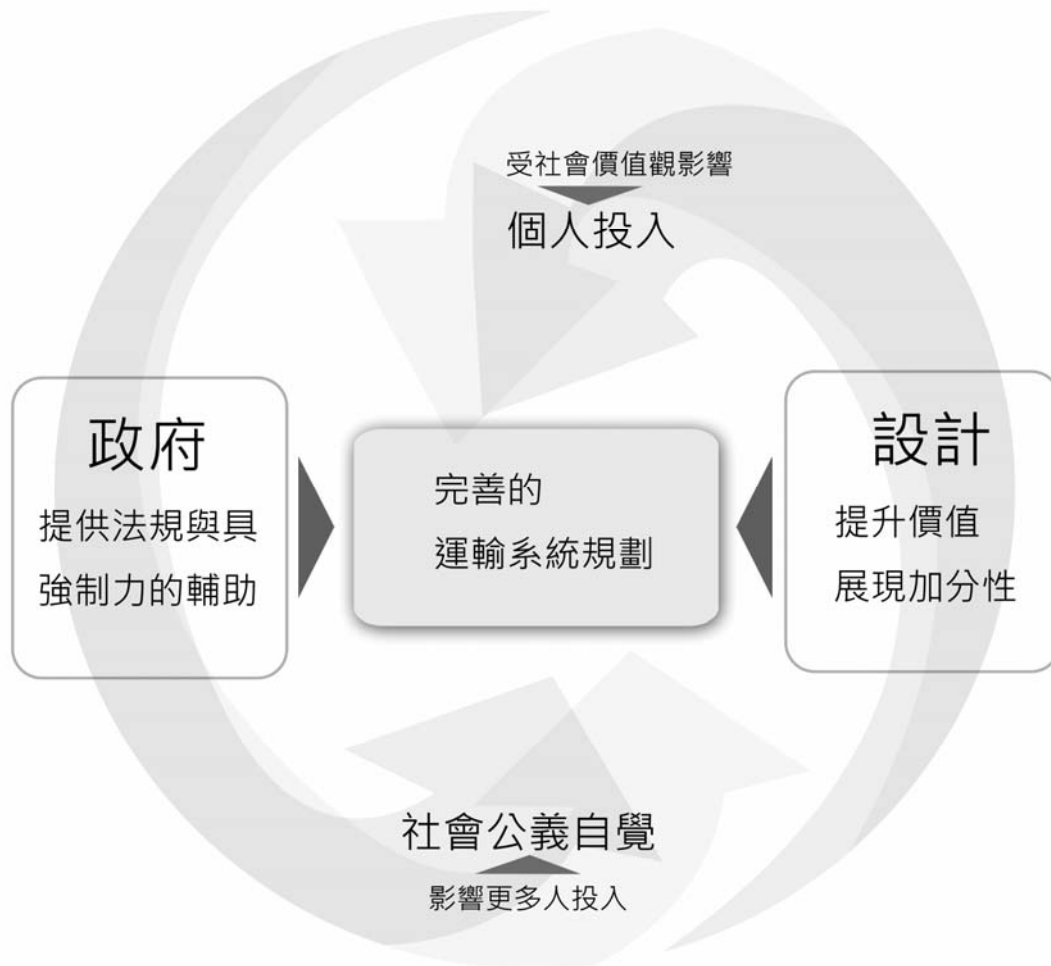 受社會價值觀影響
個人投入
政府
提供法規與具
強制力的輔助
完善的
運輸系統規劃
設計
提升價值
展現加分性
社會公義自覺
影響更多人投入